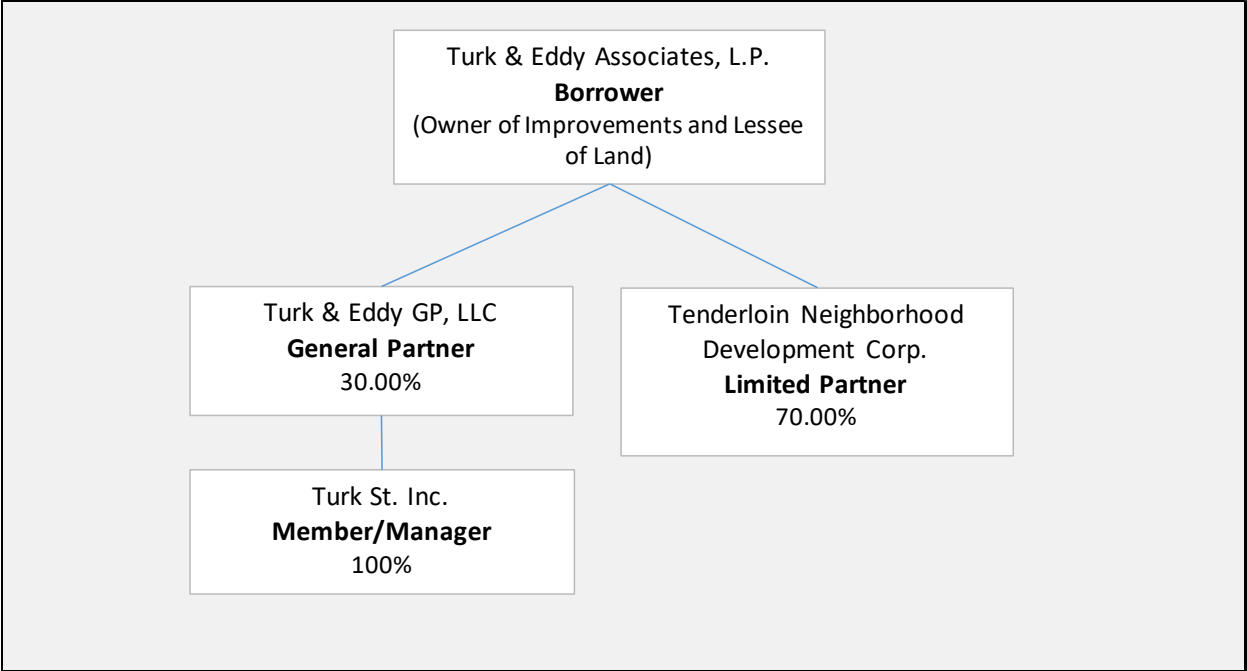 Turk & Eddy Associates, L.P.
Borrower
(Owner of Improvements and Lessee
of Land)
Turk & Eddy GP, LLC
General Partner
30.00%
Tenderloin Neighborhood
Development Corp.
Limited Partner
70.00%
Turk St. Inc.
Member/Manager
100%